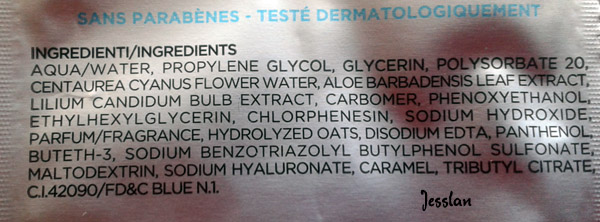 SANS PARABÈNES - TESTÉ DERMATOLOGIQUEMENT
INGREDIENTI/INGREDIENTS
AQUA/WATER, PROPYLENE GLYCOL, GLYCERIN, POLYSORBATE 20,
CENTAUREA CYANUS FLOWER WATER, ALOE BARBADENSIS LEAF EXTRACT,
LILIUM CANDIDUM BULB EXTRACT, CARBOMER, PHENOXYETHANOL,
ETHYLHEXYLGLYCERIN, CHLORPHENESIN, SODIUM HYDROXIDE,
PARFUM/FRAGRANCE, HYDROLYZED OATS, DISODIUM EDTA, PANTHENOL,
BUTETH-3, SODIUM BENZOTRIAZOLYL BUTYLPHENOL SULFONATE,
MALTODEXTRIN, SODIUM HYALURONATE, CARAMEL, TRIBUTYL CITRATE,
C.I.42090/FD&C BLUE N.1.
Jesslan